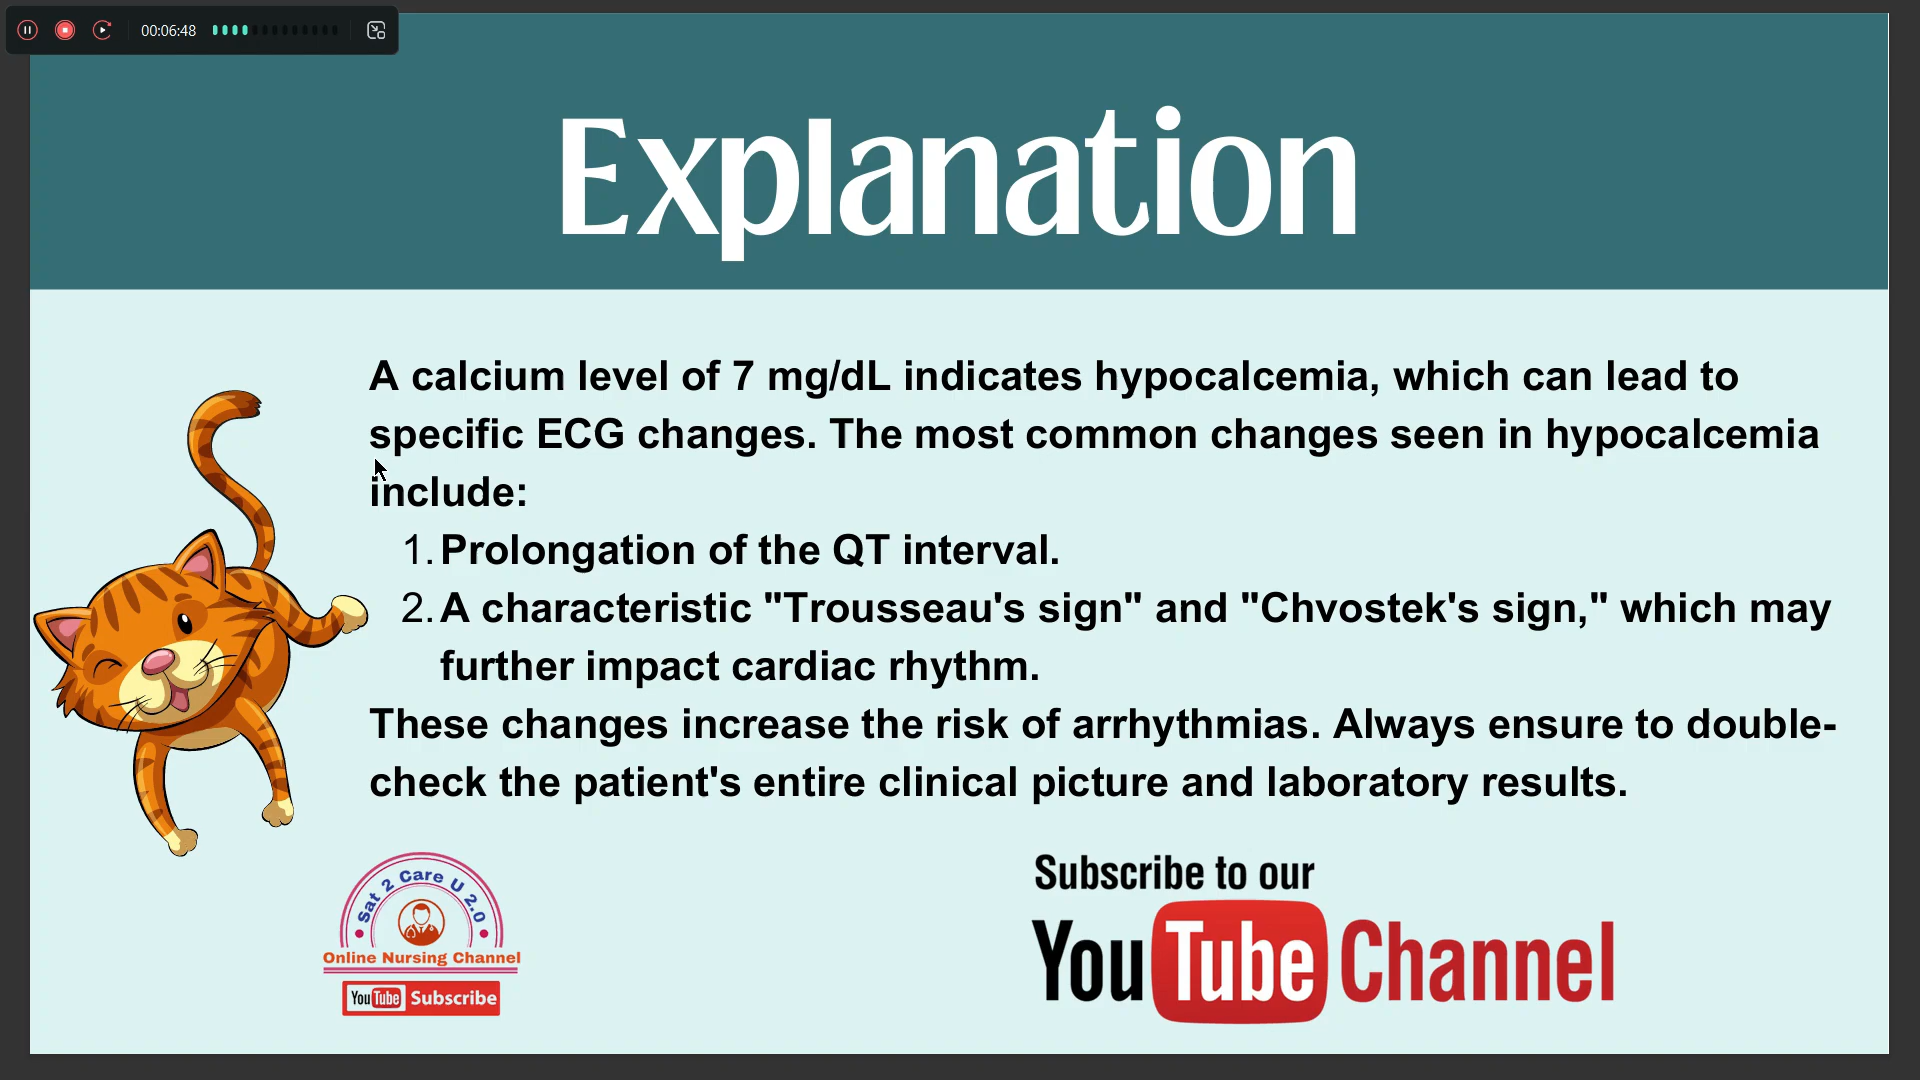 00:06:48
Explanation
A calcium level of 7 mg/dL indicates hypocalcemia, which can lead to
specific ECG changes. The most common changes seen in hypocalcemia
include:
1. Prolongation of the QT interval.
2. A characteristic "Trousseau's sign" and "Chvostek's sign," which may
further impact cardiac rhythm.
These changes increase the risk of arrhythmias. Always ensure to double-
check the patient's entire clinical picture and laboratory results.
Sat 2 Care U 2.0
Online Nursing Channel
YouTube Subscribe
Subscribe to our
YouTube Channel